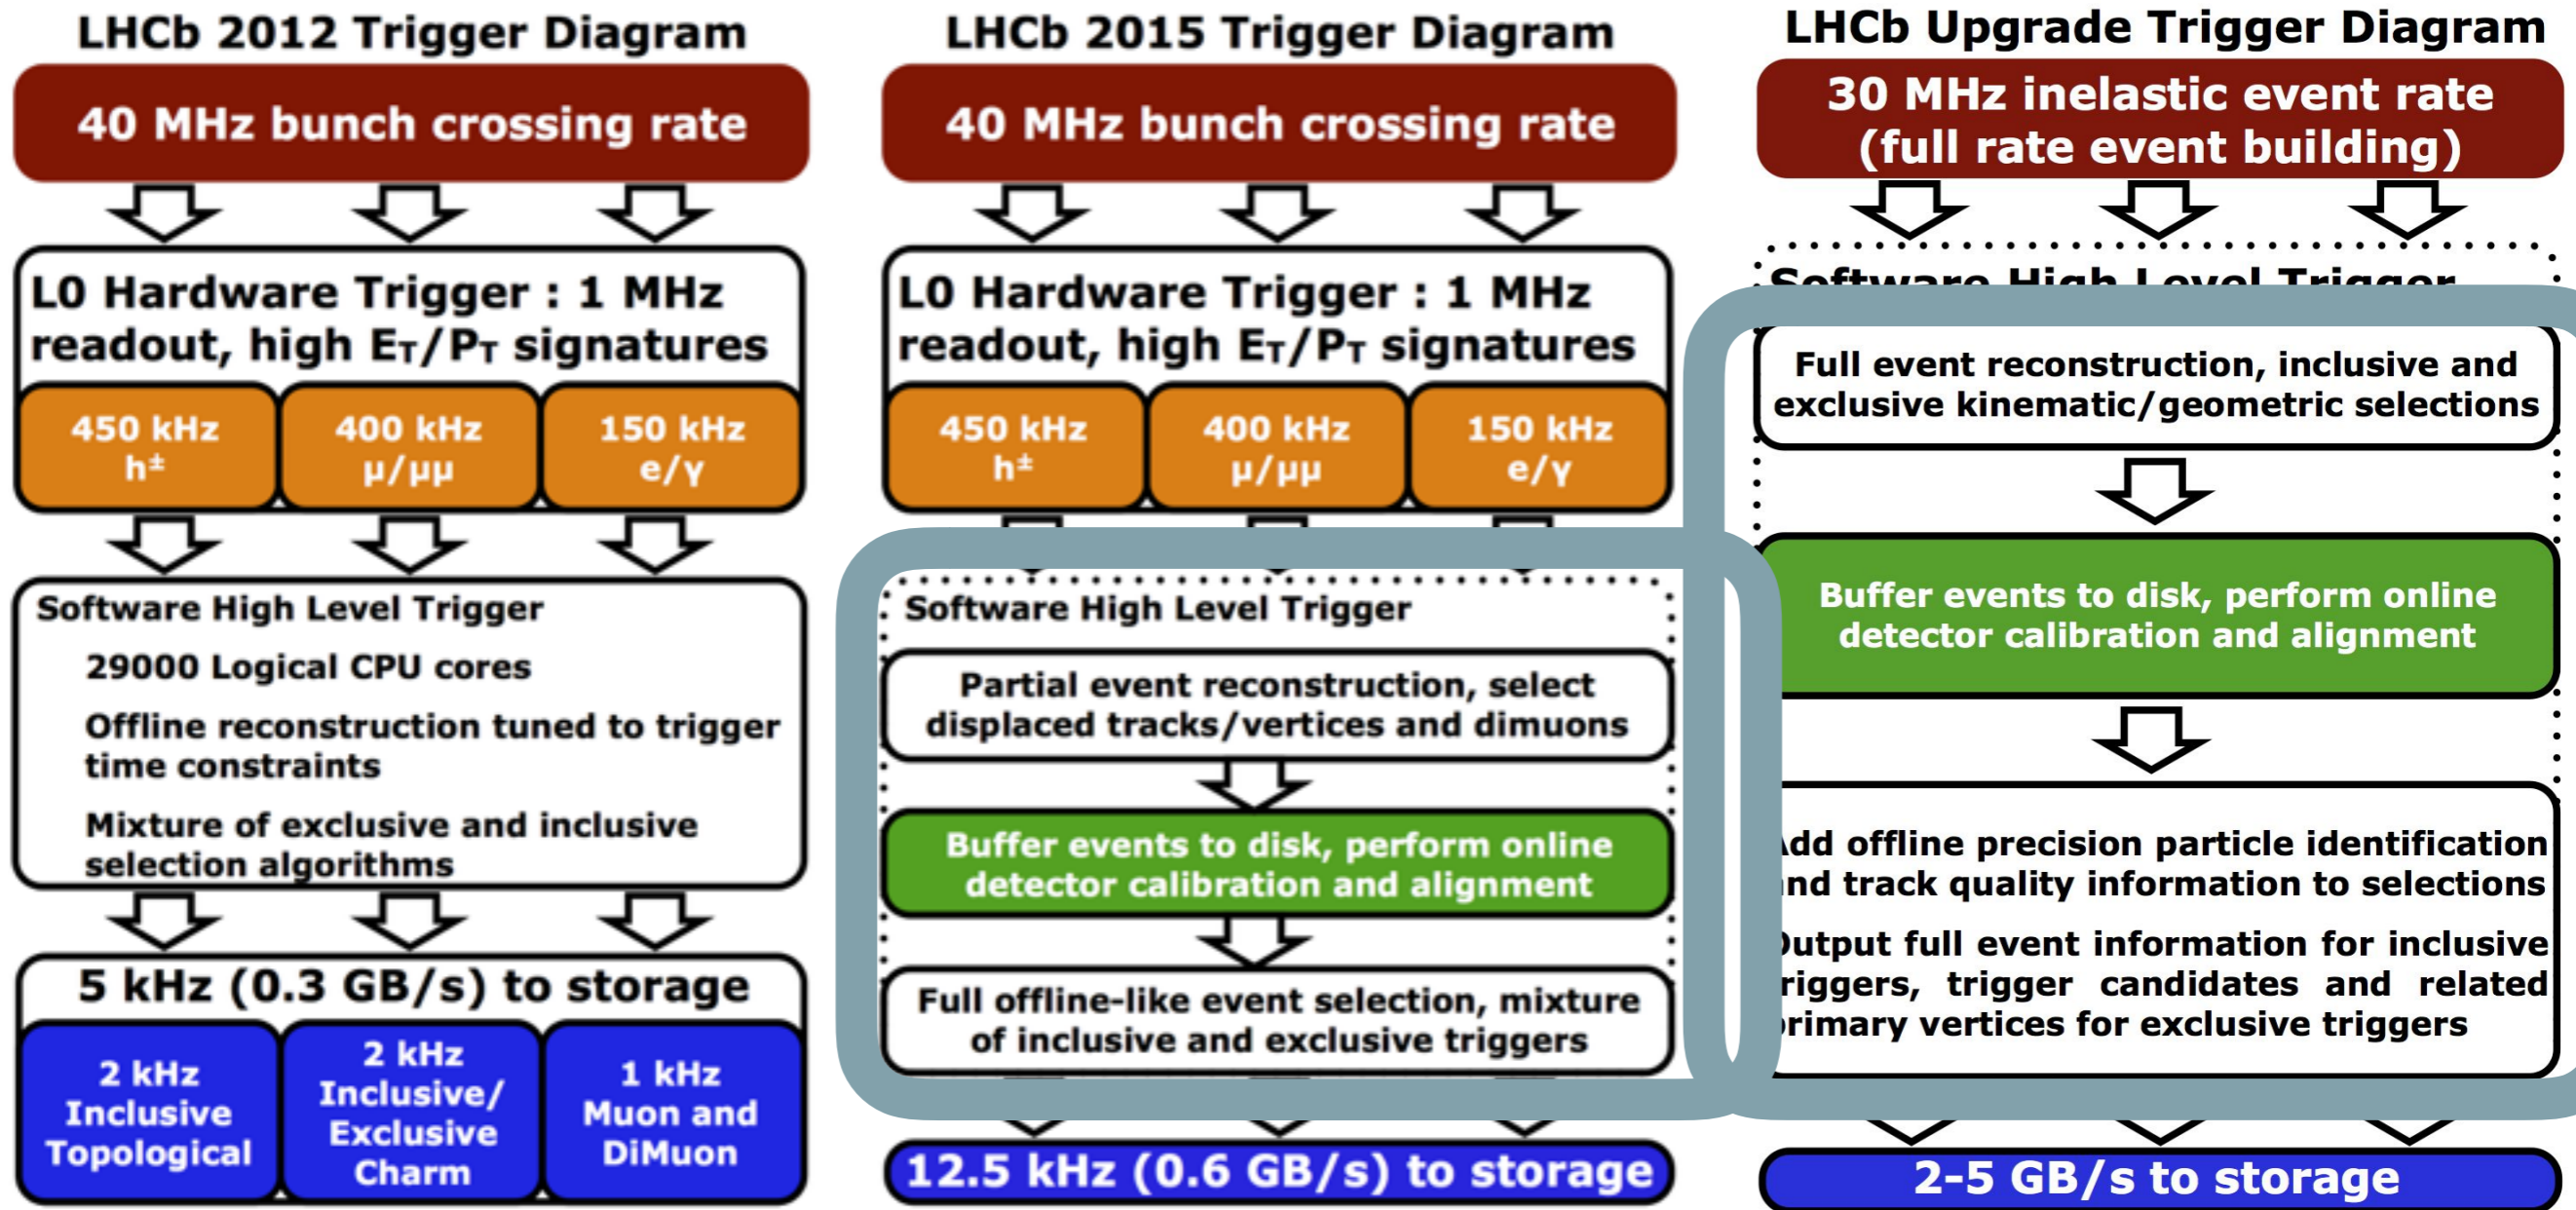 LHCb 2012 Trigger Diagram
40 MHz bunch crossing rate
L0 Hardware Trigger : 1 MHz
readout, high ET/PT signatures
450 kHz
h±
400 kHz
μ/μμ
150 kHz
e/γ
Software High Level Trigger
29000 Logical CPU cores
Offline reconstruction tuned to trigger
time constraints
Mixture of exclusive and inclusive
selection algorithms
5 kHz (0.3 GB/s) to storage
2 kHz
Inclusive
Topological
2 kHz
Inclusive/
Exclusive
Charm
1 kHz
Muon and
DiMuon
LHCb 2015 Trigger Diagram
40 MHz bunch crossing rate
L0 Hardware Trigger : 1 MHz
readout, high ET/PT signatures
450 kHz
h±
400 kHz
μ/μμ
150 kHz
e/γ
Software High Level Trigger
Partial event reconstruction, select
displaced tracks/vertices and dimuons
Buffer events to disk, perform online
detector calibration and alignment
Full offline-like event selection, mixture
of inclusive and exclusive triggers
12.5 kHz (0.6 GB/s) to storage
LHCb Upgrade Trigger Diagram
30 MHz inelastic event rate
(full rate event building)
Software High Level Trigger
Full event reconstruction, inclusive and
exclusive kinematic/geometric selections
Buffer events to disk, perform online
detector calibration and alignment
Add offline precision particle identification
and track quality information to selections
Output full event information for inclusive
triggers, trigger candidates and related
primary vertices for exclusive triggers
2-5 GB/s to storage